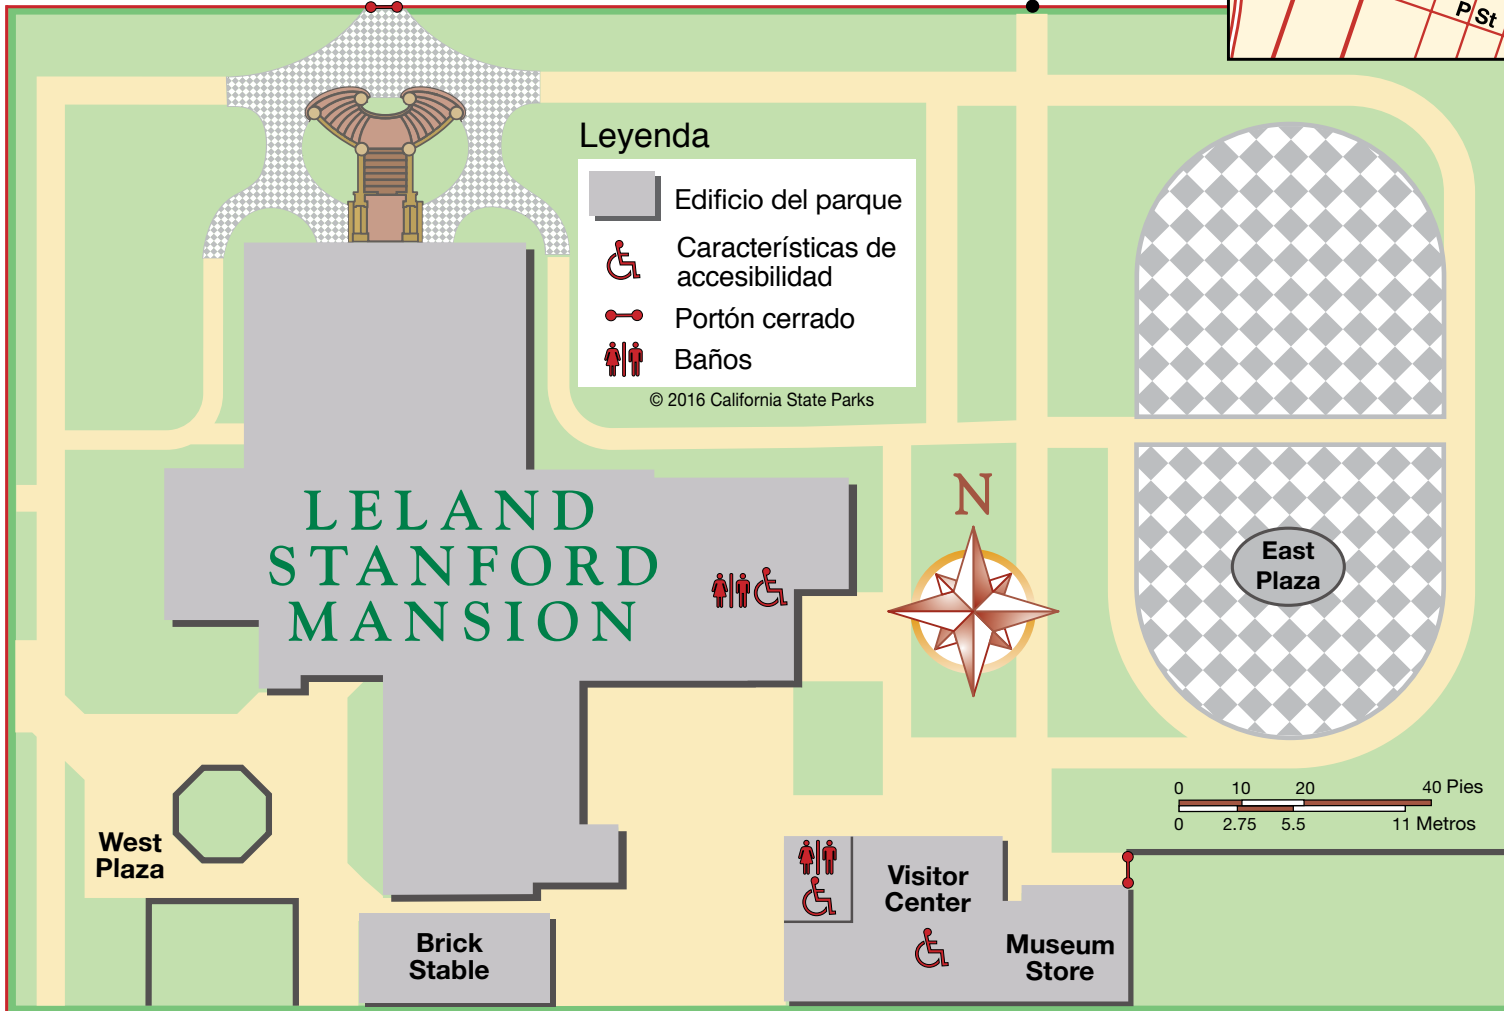 P St
Leyenda
Edificio del parque
Características de
accesibilidad
Portón cerrado
Baños
© 2016 California State Parks
LELAND
STANFORD
MANSION
N
East
Plaza
0 10 20 40 Pies
0 2.75 5.5 11 Metros
West
Plaza
Visitor
Center
Brick
Stable
Museum
Store